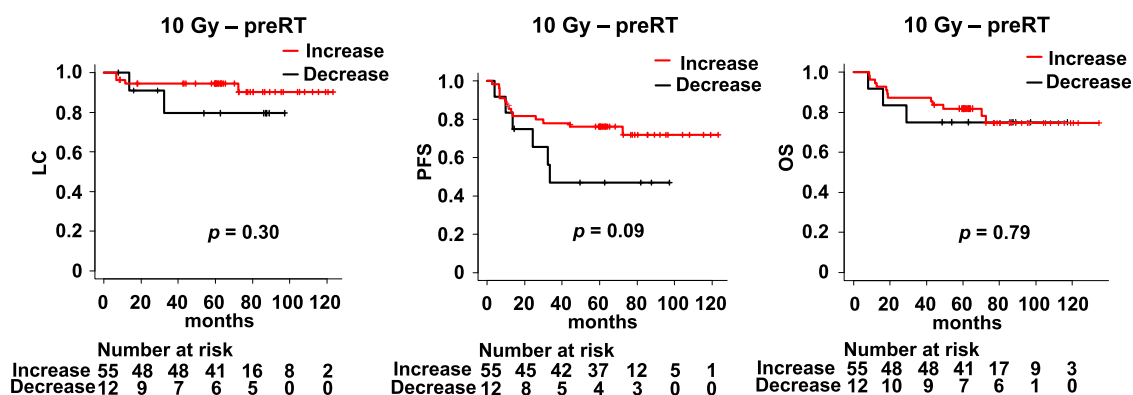 10 Gy – preRT
Increase
Decrease
1.0
0.8
0.6
0.4
0.2
0
LC
p = 0.30
0 20 40 60 80 100 120
months
Number at risk
Increase 55 48 48 41 16 8 2
Decrease 12 9 7 6 5 0 0
10 Gy – preRT
Increase
Decrease
1.0
0.8
0.6
0.4
0.2
0
PFS
p = 0.09
0 20 40 60 80 100 120
months
Number at risk
Increase 55 45 42 37 12 5 1
Decrease 12 8 5 4 3 0 0
10 Gy – preRT
Increase
Decrease
1.0
0.8
0.6
0.4
0.2
0
OS
p = 0.79
0 20 40 60 80 100 120
months
Number at risk
Increase 55 48 48 41 17 9 3
Decrease 12 10 9 7 6 1 0